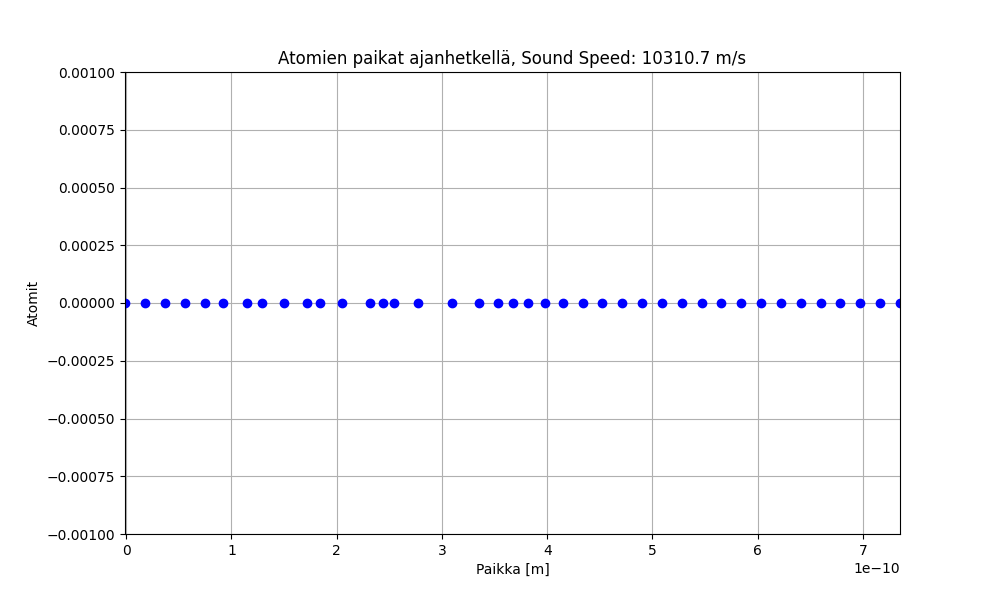 Atomien paikat ajanhetkellä, Sound Speed: 10310.7 m/s
0.00100
0.00075
0.00050
0.00025
0.00000
−0.00025
−0.00050
−0.00075
−0.00100
Atomit
0 1 2 3 4 5 6 7
1e−10
Paikka [m]